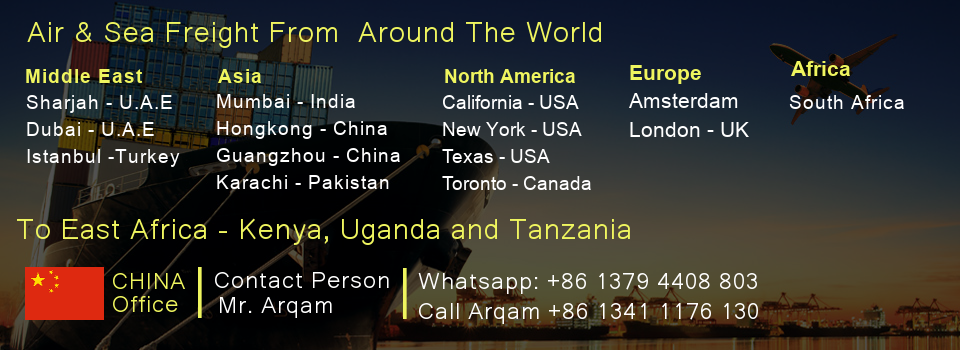 Air & Sea Freight From Around The World
Middle East
Sharjah - U.A.E
Dubai - U.A.E
Istanbul -Turkey
Asia
Mumbai - India
Hongkong - China
Guangzhou - China
Karachi - Pakistan
North America
California - USA
New York - USA
Texas - USA
Toronto - Canada
Europe
Amsterdam
London - UK
Africa
South Africa
To East Africa - Kenya, Uganda and Tanzania
CHINA
Office
Contact Person
Mr. Arqam
Whatsapp: +86 1379 4408 803
Call Arqam +86 1341 1176 130